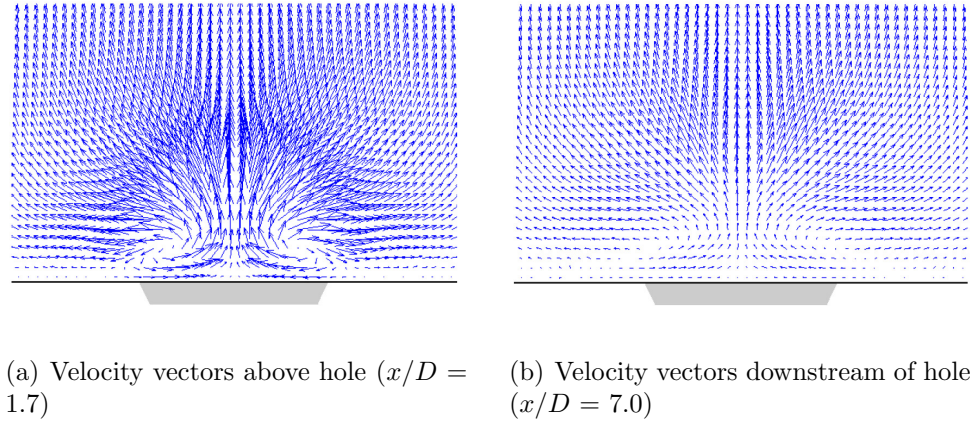 (a) Velocity vectors above hole (x/D =
1.7)
(b) Velocity vectors downstream of hole
(x/D = 7.0)